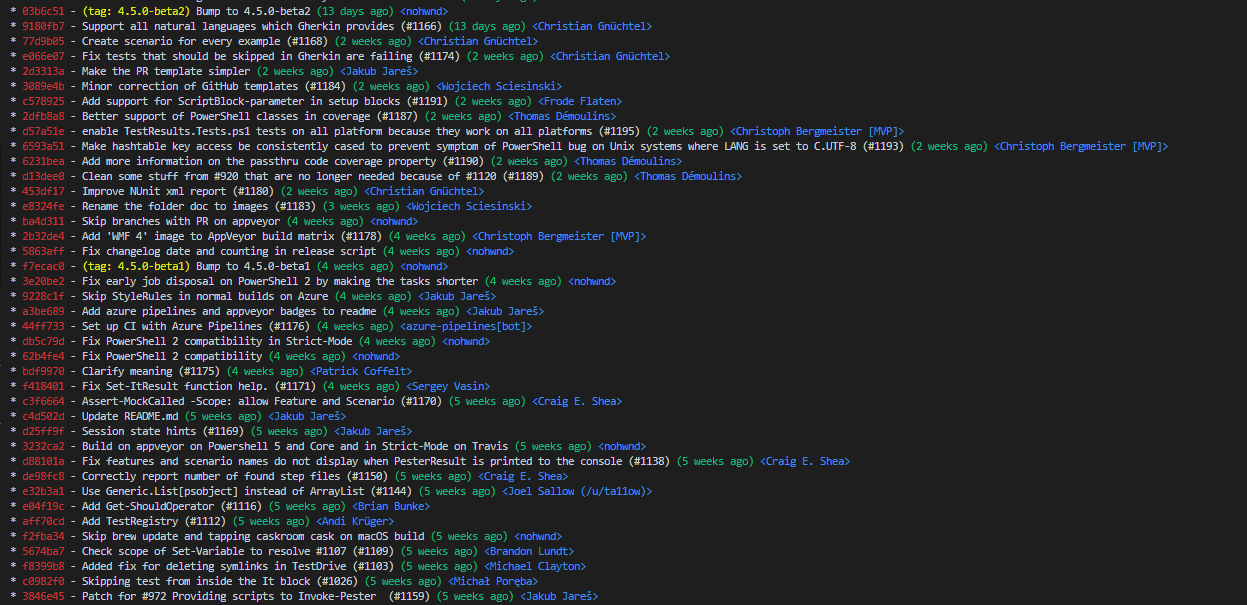 * 03b6c51 - (tag: 4.5.0-beta2) Bump to 4.5.0-beta2 (13 days ago) <nohwnd>
* 9180fb7 - Support all natural languages which Gherkin provides (#1166) (13 days ago) <Christian Gnüchtel>
* 77d9b05 - Create scenario for every example (#1168) (2 weeks ago) <Christian Gnüchtel>
* e066e07 - Fix tests that should be skipped in Gherkin are failing (#1174) (2 weeks ago) <Christian Gnüchtel>
* 2d3313a - Make the PR template simpler (2 weeks ago) <Jakub Jareš>
* 3089e4b - Minor correction of GitHub templates (#1184) (2 weeks ago) <Wojciech Sciesinski>
* c578925 - Add support for ScriptBlock-parameter in setup blocks (#1191) (2 weeks ago) <Frode Flaten>
* 2dfb8a8 - Better support of PowerShell classes in coverage (#1187) (2 weeks ago) <Thomas Démoulins>
* d57a51e - enable TestResults.Tests.ps1 tests on all platform because they work on all platforms (#1195) (2 weeks ago) <Christoph Bergmeister [MVP]>
* 6593a51 - Make hashtable key access be consistently cased to prevent symptom of PowerShell bug on Unix systems where LANG is set to C.UTF-8 (#1193) (2 weeks ago) <Christoph Bergmeister [MVP]>
* 6231bea - Add more information on the passthru code coverage property (#1190) (2 weeks ago) <Thomas Démoulins>
* d13dee0 - Clean some stuff from #920 that are no longer needed because of #1120 (#1189) (2 weeks ago) <Thomas Démoulins>
* 453df17 - Improve NUnit xml report (#1180) (2 weeks ago) <Christian Gnüchtel>
* e8324fe - Rename the folder doc to images (#1183) (3 weeks ago) <Wojciech Sciesinski>
* ba4d311 - Skip branches with PR on appveyor (4 weeks ago) <nohwnd>
* 2b32de4 - Add 'WMF 4' image to AppVeyor build matrix (#1178) (4 weeks ago) <Christoph Bergmeister [MVP]>
* 5863aff - Fix changelog date and counting in release script (4 weeks ago) <nohwnd>
* f7ecac0 - (tag: 4.5.0-beta1) Bump to 4.5.0-beta1 (4 weeks ago) <nohwnd>
* 3e20be2 - Fix early job disposal on PowerShell 2 by making the tasks shorter (4 weeks ago) <nohwnd>
* 9228c1f - Skip StyleRules in normal builds on Azure (4 weeks ago) <Jakub Jareš>
* a3be689 - Add azure pipelines and appveyor badges to readme (4 weeks ago) <Jakub Jareš>
* 44ff733 - Set up CI with Azure Pipelines (#1176) (4 weeks ago) <azure-pipelines[bot]>
* db5c79d - Fix PowerShell 2 compatibility in Strict-Mode (4 weeks ago) <nohwnd>
* 62b4fe4 - Fix PowerShell 2 compatibility (4 weeks ago) <nohwnd>
* bdf9970 - Clarify meaning (#1175) (4 weeks ago) <Patrick Coffelt>
* f418401 - Fix Set-ItResult function help. (#1171) (4 weeks ago) <Sergey Vasin>
* c3f6664 - Assert-MockCalled -Scope: allow Feature and Scenario (#1170) (5 weeks ago) <Craig E. Shea>
* c4d502d - Update README.md (5 weeks ago) <Jakub Jareš>
* d25ff9f - Session state hints (#1169) (5 weeks ago) <Jakub Jareš>
* 3232ca2 - Build on appveyor on Powershell 5 and Core and in Strict-Mode on Travis (5 weeks ago) <nohwnd>
* d88101a - Fix features and scenario names do not display when PesterResult is printed to the console (#1138) (5 weeks ago) <Craig E. Shea>
* de98fc8 - Correctly report number of found step files (#1150) (5 weeks ago) <Craig E. Shea>
* e32b3a1 - Use Generic.List[psobject] instead of ArrayList (#1144) (5 weeks ago) <Joel Sallow (/u/ta11ow)>
* e04f19c - Add Get-ShouldOperator (#1116) (5 weeks ago) <Brian Bunke>
* aff70cd - Add TestRegistry (#1112) (5 weeks ago) <Andi Krüger>
* f2fba34 - Skip brew update and tapping caskroom cask on macOS build (5 weeks ago) <nohwnd>
* 5674ba7 - Check scope of Set-Variable to resolve #1107 (#1109) (5 weeks ago) <Brandon Lundt>
* f8399b8 - Added fix for deleting symlinks in TestDrive (#1103) (5 weeks ago) <Michael Clayton>
* c0982f0 - Skipping test from inside the It block (#1026) (5 weeks ago) <Michał Poręba>
* 3846e45 - Patch for #972 Providing scripts to Invoke-Pester  (#1159) (5 weeks ago) <Jakub Jareš>